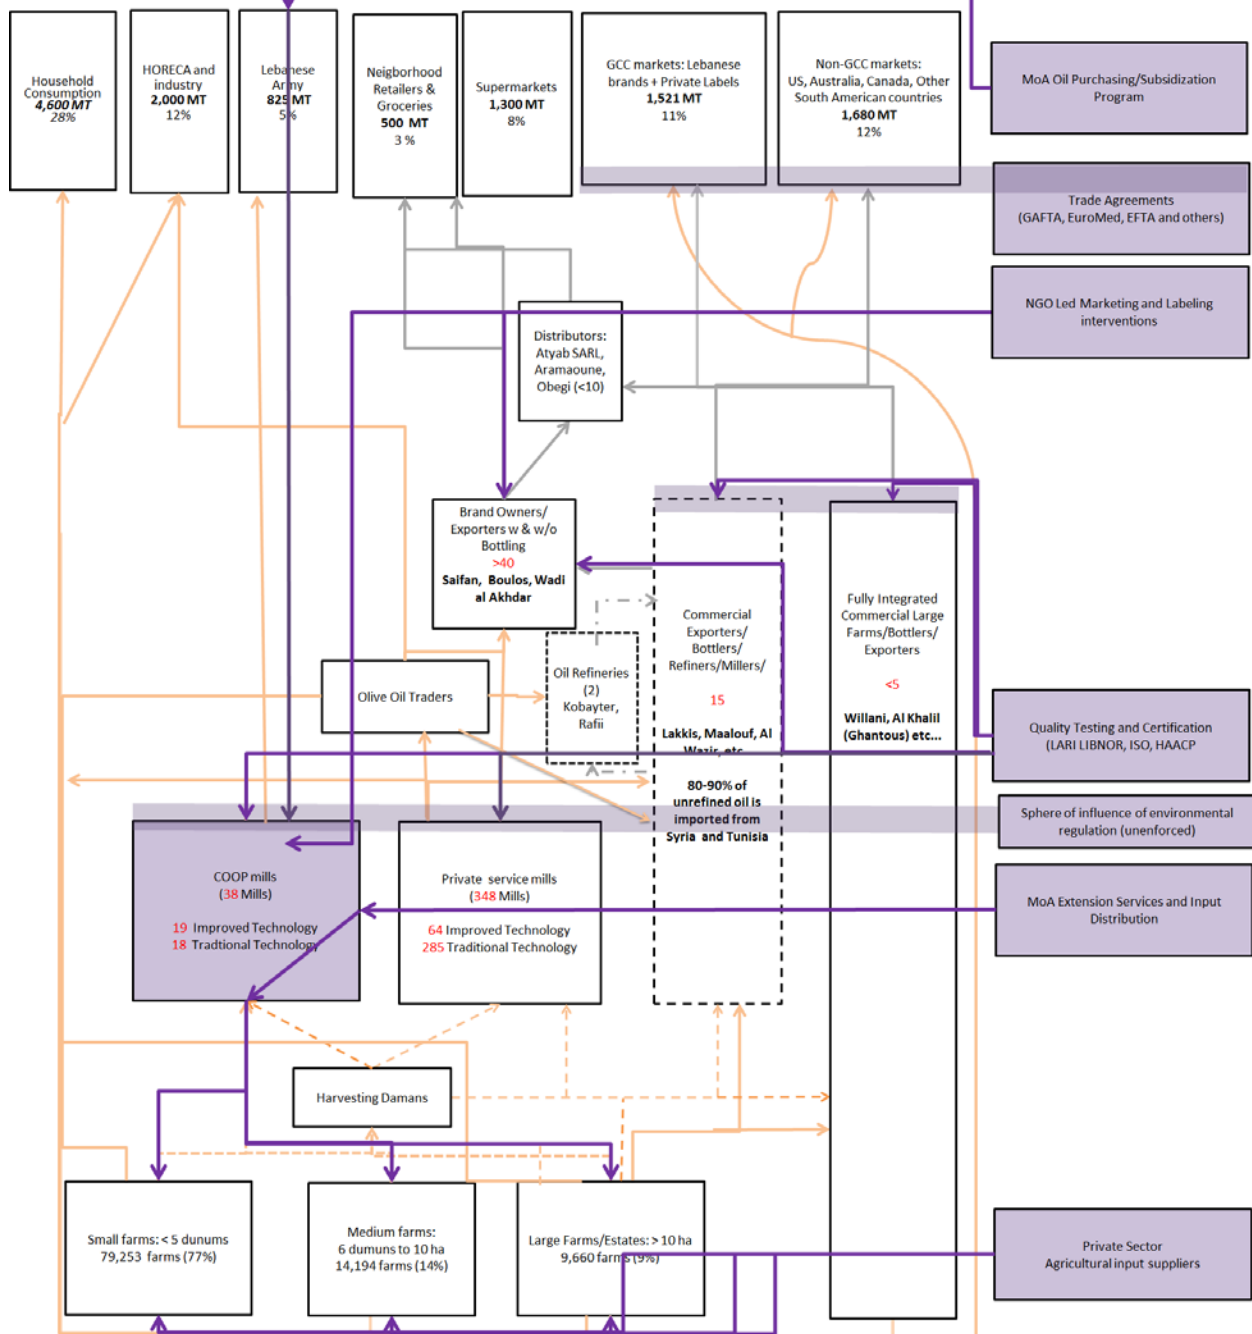 Household
Consumption
4,600 MT
28%
HORECA and
industry
2,000 MT
12%
Lebanese
Army
825 MT
5%
Neigborhood
Retailers &
Groceries
500 MT
3 %
Supermarkets
1,300 MT
8%
GCC markets: Lebanese
brands + Private Labels
1,521 MT
11%
Non-GCC markets:
US, Australia, Canada, Other
South American countries
1,680 MT
12%
MoA Oil Purchasing/Subsidization
Program
Trade Agreements
(GAFTA, EuroMed, EFTA and others)
NGO Led Marketing and Labeling
interventions
Distributors:
Atyab SARL,
Aramaoune,
Obegi (<10)
Brand Owners/
Exporters w & w/o
Bottling
>40
Saifan, Boulos, Wadi
al Akhdar
Commercial
Exporters/
Bottlers/
Refiners/Millers/
15
Lakkis, Maalouf, Al
Wazir, etc
80-90% of
unrefined oil is
imported from
Syria and Tunisia
Fully Integrated
Commercial Large
Farms/Bottlers/
Exporters
<5
Willani, Al Khalil
(Ghantous) etc...
Olive Oil Traders
Oil Refineries
(2)
Kobayter,
Rafii
Quality Testing and Certification
(LARI LIBNOR, ISO, HAACP
Sphere of influence of environmental
regulation (unenforced)
COOP mills
(38 Mills)
19 Improved Technology
18 Tradtional Technology
Private service mills
(348 Mills)
64 Improved Technology
285 Traditional Technology
MoA Extension Services and Input
Distribution
Harvesting Damans
Small farms: < 5 dunums
79,253 farms (77%)
Medium farms:
6 dumuns to 10 ha
14,194 farms (14%)
Large Farms/Estates: > 10 ha
9,660 farms (9%)
Private Sector
Agricultural input suppliers